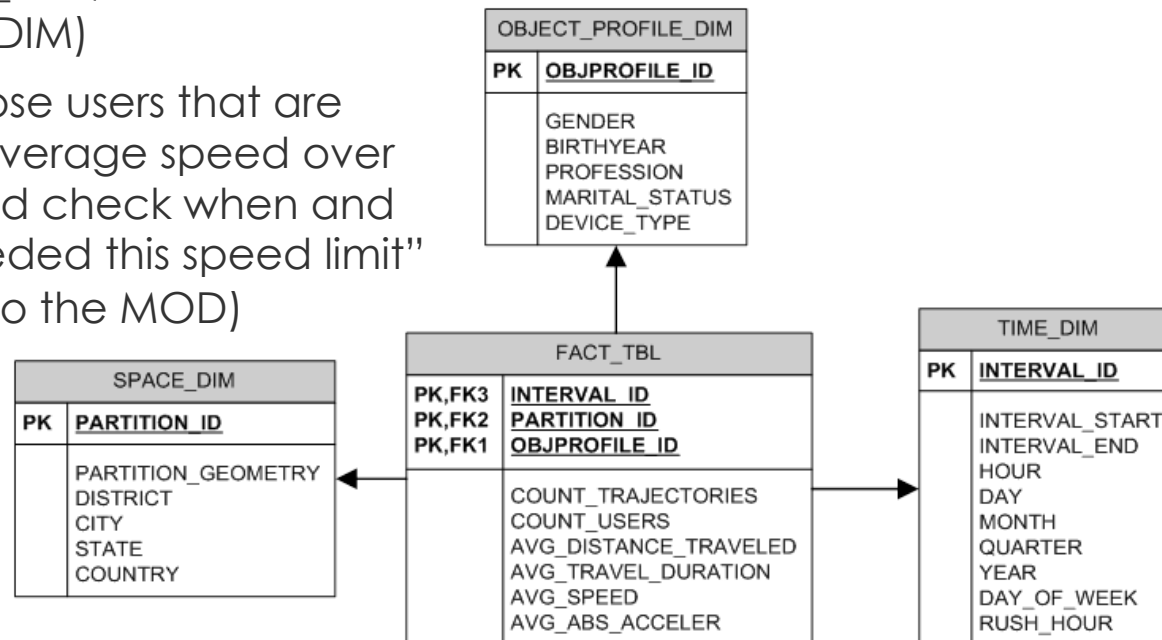 DIM)
ose users that are
verage speed over
d check when and
eded this speed limit"
o the MOD)
OBJECT_PROFILE_DIM
PK OBJPROFILE_ID
GENDER
BIRTHYEAR
PROFESSION
MARITAL_STATUS
DEVICE_TYPE
SPACE_DIM
PK PARTITION_ID
PARTITION_GEOMETRY
DISTRICT
CITY
STATE
COUNTRY
FACT_TBL
PK,FK3 INTERVAL_ID
PK,FK2 PARTITION_ID
PK,FK1 OBJPROFILE_ID
COUNT_TRAJECTORIES
COUNT_USERS
AVG_DISTANCE_TRAVELED
AVG_TRAVEL_DURATION
AVG_SPEED
AVG_ABS_ACCELER
TIME_DIM
PK INTERVAL_ID
INTERVAL_START
INTERVAL_END
HOUR
DAY
MONTH
QUARTER
YEAR
DAY_OF_WEEK
RUSH_HOUR